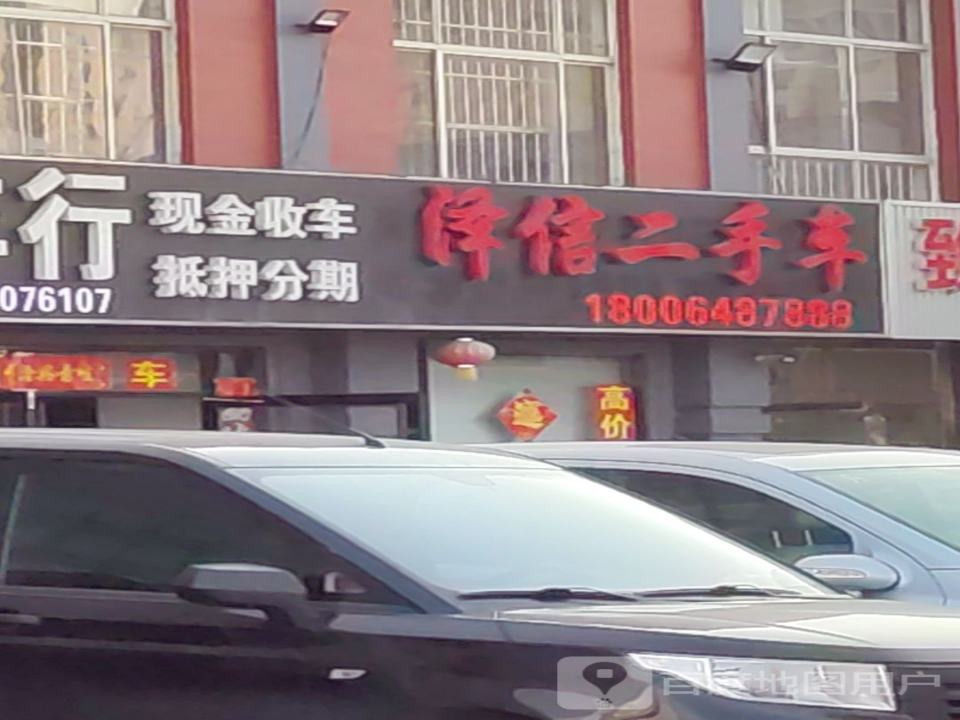 行
现金收车
抵押分期
076107
泽信二手车
18006437888
车
高价
百度地图用户